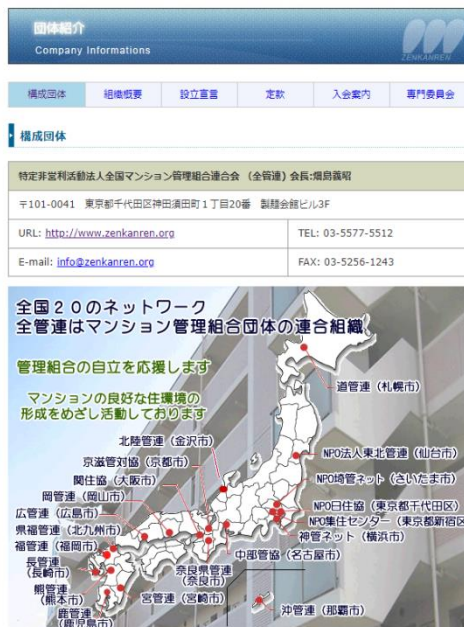 団体紹介
Company Informations
ZENKANREN
構成団体 組織概要 設立宣言 定款 入会案内 専門委員会
構成団体
特定非営利活動法人全国マンション管理組合連合会 （全管連）会長:畑島義昭
〒101-0041 東京都千代田区神田須田町１丁目20番 製麺会館ビル3F
URL: http://www.zenkanren.org TEL: 03-5577-5512
E-mail: info@zenkanren.org FAX: 03-5256-1243
全国２０のネットワーク
全管連はマンション管理組合団体の連合組織
管理組合の自立を応援します
マンションの良好な住環境の
形成をめざし活動しております
道管連（札幌市）
北陸管連（金沢市）
京滋管対協（京都市）
関住協（大阪市）
岡管連（岡山市）
広管連（広島市）
県福管連（北九州市）
福管連（福岡市）
長管連
（長崎市）
熊管連
（熊本市）
鹿管連
（鹿児島市）
宮管連（宮崎市）
奈良県管連
（奈良市）
中部管協（名古屋市）
NPO法人東北管連（仙台市）
NPO埼管ネット（さいたま市）
NPO日住協（東京都千代田区）
NPO集住センター（東京都新宿区
神管ネット（横浜市）
沖管連（那覇市）